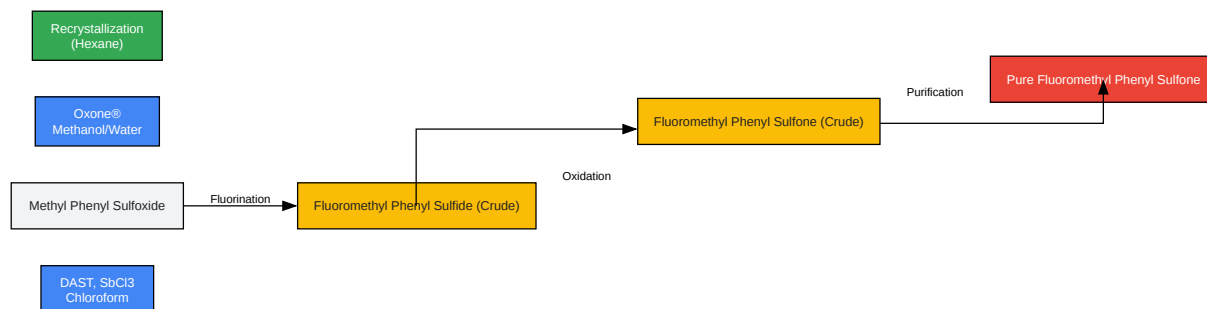 Recrystallization
(Hexane)
Pure Fluoromethyl Phenyl Sulfone
Purification
Oxone®
Methanol/Water
Fluoromethyl Phenyl Sulfone (Crude)
Oxidation
Methyl Phenyl Sulfoxide
Fluorination
Fluoromethyl Phenyl Sulfide (Crude)
DAST, SbCl3
Chloroform